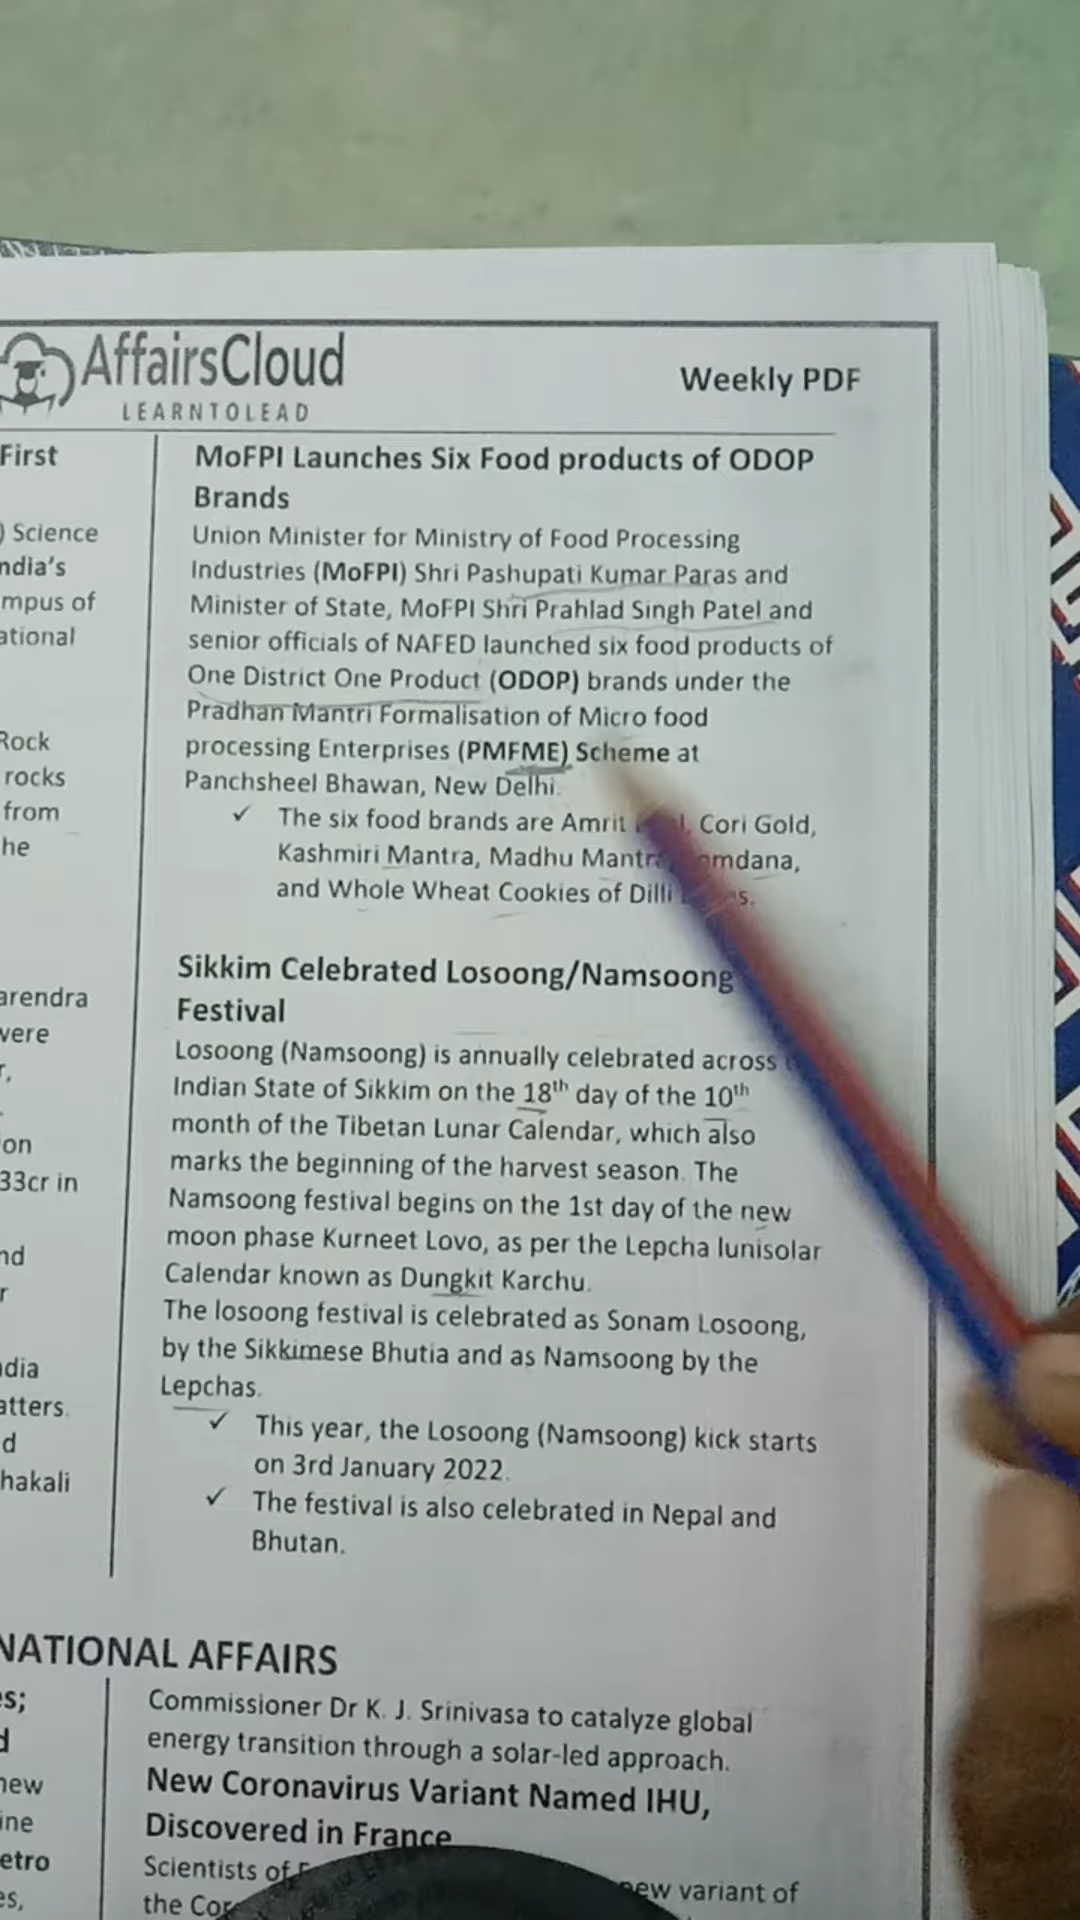 AffairsCloud
LEARNTOLEAD
Weekly PDF
First
) Science
ndia's
mpus of
ational
Rock
rocks
from
he
arendra
were
r,
.
on
33cr in
nd
r
dia
atters.
d
hakali
MoFPI Launches Six Food products of ODOP
Brands
Union Minister for Ministry of Food Processing
Industries (MoFPI) Shri Pashupati Kumar Paras and
Minister of State, MoFPI Shri Prahlad Singh Patel and
senior officials of NAFED launched six food products of
One District One Product (ODOP) brands under the
Pradhan Mantri Formalisation of Micro food
processing Enterprises (PMFME) Scheme at
Panchsheel Bhawan, New Delhi.
✓ The six food brands are Amrit Cori Gold,
Kashmiri Mantra, Madhu Mantra
and Whole Wheat Cookies of Dilli
Sikkim Celebrated Losoong/Namsoong
Festival
Losoong (Namsoong) is annually celebrated across
Indian State of Sikkim on the 18th day of the 10th
month of the Tibetan Lunar Calendar, which also
marks the beginning of the harvest season. The
Namsoong festival begins on the 1st day of the new
moon phase Kurneet Lovo, as per the Lepcha lunisolar
Calendar known as Dungkit Karchu.
The losoong festival is celebrated as Sonam Losoong,
by the Sikkimese Bhutia and as Namsoong by the
Lepchas.
✓ This year, the Losoong (Namsoong) kick starts
on 3rd January 2022.
✓ The festival is also celebrated in Nepal and
Bhutan.
NATIONAL AFFAIRS
es;
d
new
ine
etro
es,
Commissioner Dr K. J. Srinivasa to catalyze global
energy transition through a solar-led approach.
New Coronavirus Variant Named IHU,
Discovered in France
Scientists of new variant of
the